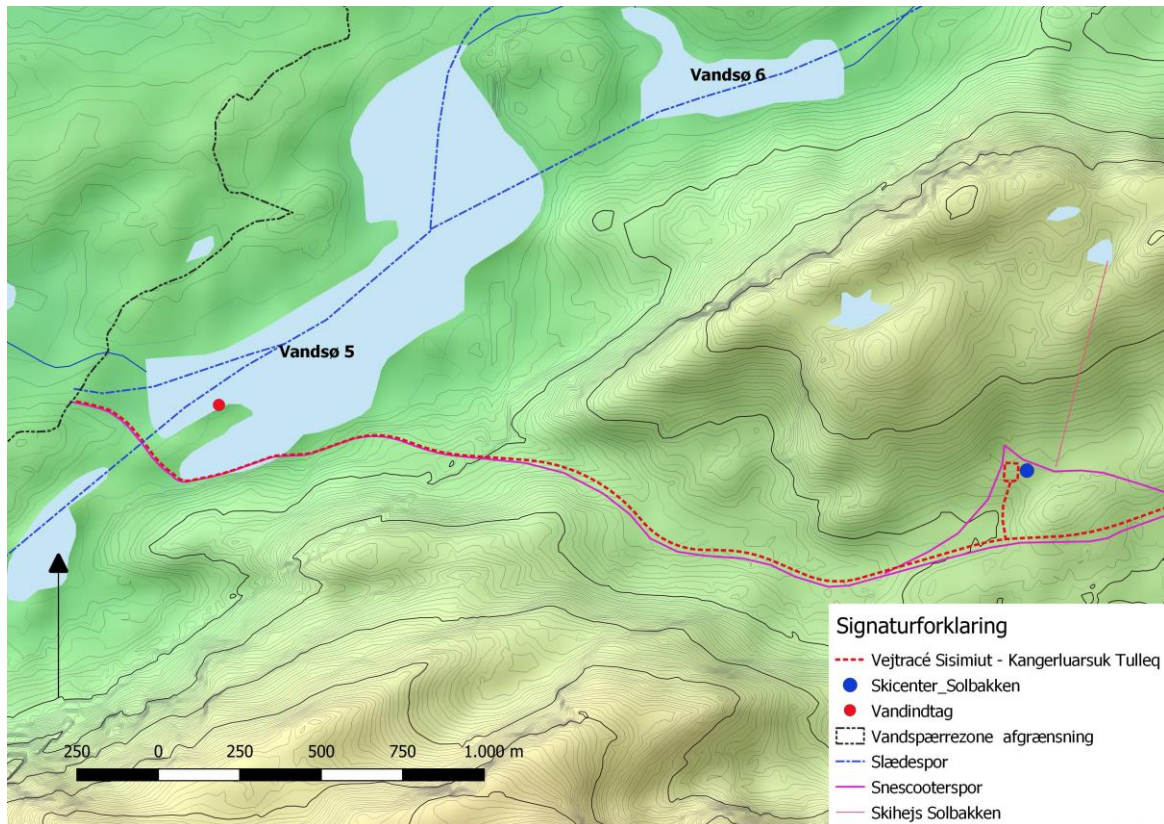 Vandsø 6
Vandsø 5
Signaturforklaring
Vejtracé Sisimiut - Kangerluarsuk Tulleq
Skicenter_Solbakken
Vandindtag
Vandspærrezone afgrænsning
Slædespor
Snescooterspor
Skihejs Solbakken
250 0 250 500 750 1.000 m